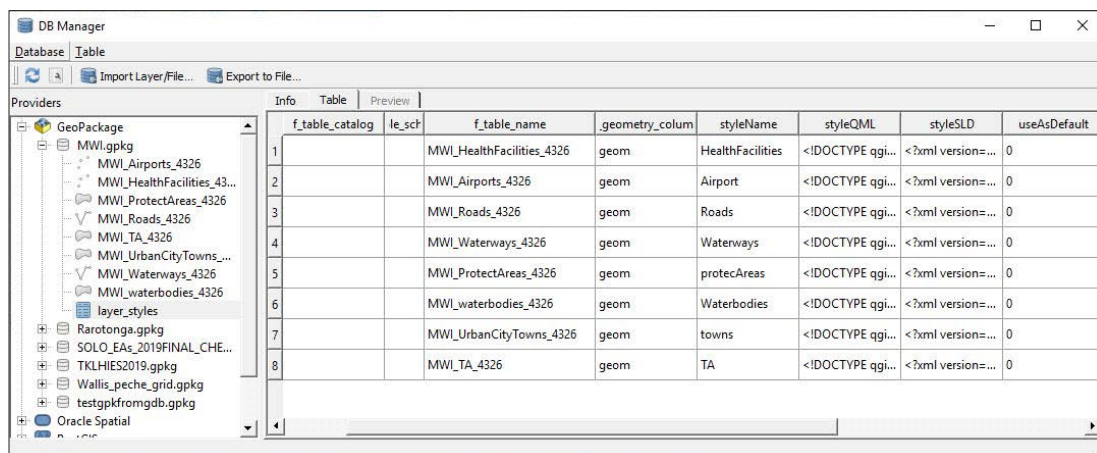 DB Manager
Database Table
Import Layer/File... Export to File...
Providers
GeoPackage
MWI.gpkg
MWI_Airports_4326
MWI_HealthFacilities_43...
MWI_ProtectAreas_4326
MWI_Roads_4326
MWI_TA_4326
MWI_UrbanCityTowns_...
MWI_Waterways_4326
MWI_waterbodies_4326
layer_styles
Rarotonga.gpkg
SOLO_EAs_2019FINAL_CHE...
TKLHIES2019.gpkg
Wallis_peche_grid.gpkg
testgpkfromgdb.gpkg
Oracle Spatial
Info Table Preview
f_table_catalog le_sch f_table_name _geometry_colum styleName styleQML styleSLD useAsDefault
1 MWI_HealthFacilities_4326 geom HealthFacilities <!DOCTYPE qgi... <?xml version=... 0
2 MWI_Airports_4326 geom Airport <!DOCTYPE qgi... <?xml version=... 0
3 MWI_Roads_4326 geom Roads <!DOCTYPE qgi... <?xml version=... 0
4 MWI_Waterways_4326 geom Waterways <!DOCTYPE qgi... <?xml version=... 0
5 MWI_ProtectAreas_4326 geom protecAreas <!DOCTYPE qgi... <?xml version=... 0
6 MWI_waterbodies_4326 geom Waterbodies <!DOCTYPE qgi... <?xml version=... 0
7 MWI_UrbanCityTowns_4326 geom towns <!DOCTYPE qgi... <?xml version=... 0
8 MWI_TA_4326 geom TA <!DOCTYPE qgi... <?xml version=... 0